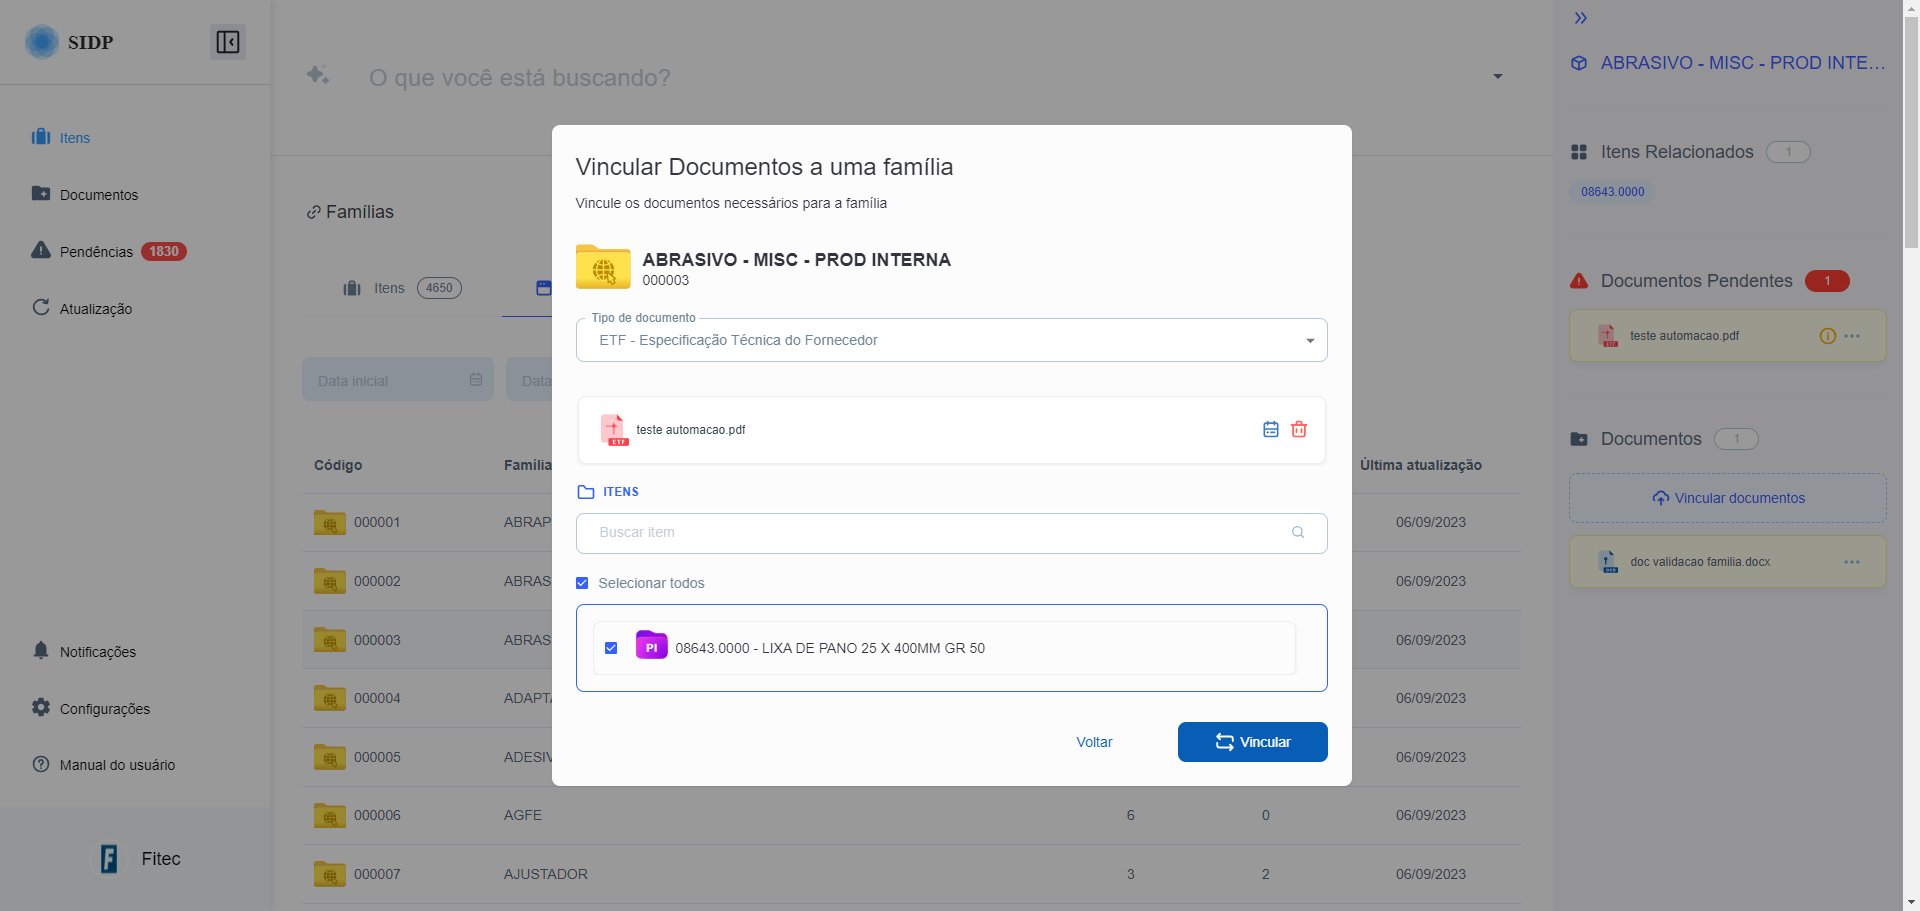 SIDP
Itens
Documentos
Pendências 1830
Atualização
Notificações
Configurações
Manual do usuário
Fitec
O que você está buscando?
Famílias
Itens 4650
Data inicial
Data
Código Família Última atualização
000001 ABRAP 06/09/2023
000002 ABRAS 06/09/2023
000003 ABRAS 06/09/2023
000004 ADAPTA 06/09/2023
000005 ADESIV 06/09/2023
000006 AGFE 6 0 06/09/2023
000007 AJUSTADOR 3 2 06/09/2023
Vincular Documentos a uma família
Vincule os documentos necessários para a família
ABRASIVO - MISC - PROD INTERNA
000003
Tipo de documento
ETF - Especificação Técnica do Fornecedor
ETF
teste automacao.pdf
ITENS
Buscar item
Selecionar todos
PI
08643.0000 - LIXA DE PANO 25 X 400MM GR 50
Voltar
Vincular
ABRASIVO - MISC - PROD INTE...
Itens Relacionados 1
08643.0000
Documentos Pendentes 1
teste automacao.pdf
Documentos 1
Vincular documentos
doc validacao familia.docx